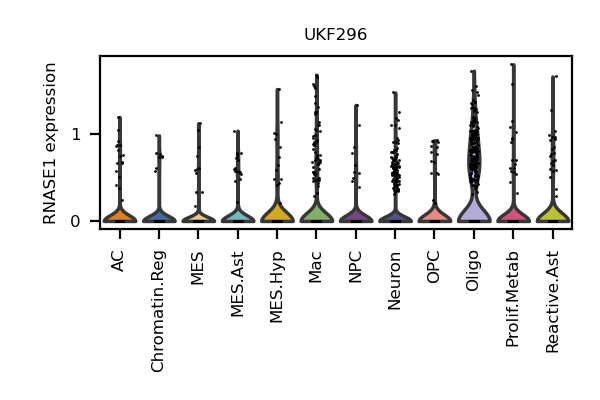 UKF296
RNASE1 expression
1
0
AC
Chromatin.Reg
MES
MES.Ast
MES.Hyp
Mac
NPC
Neuron
OPC
Oligo
Prolif.Metab
Reactive.Ast